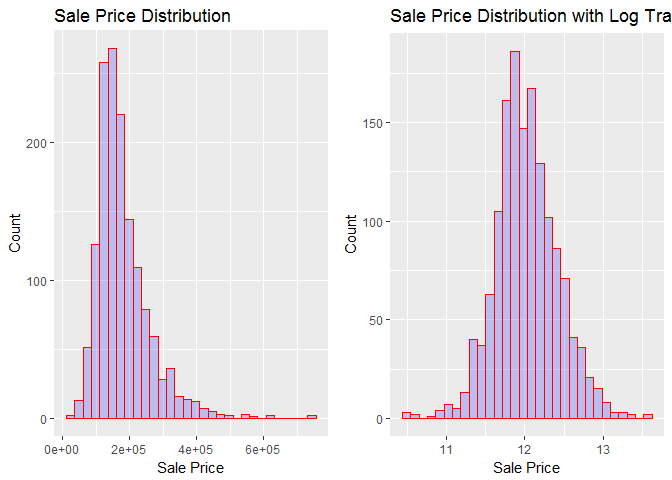 Sale Price Distribution
200
100
0
Count
0e+00 2e+05 4e+05 6e+05
Sale Price
Sale Price Distribution with Log Tra
150
100
50
0
Count
11 12 13
Sale Price